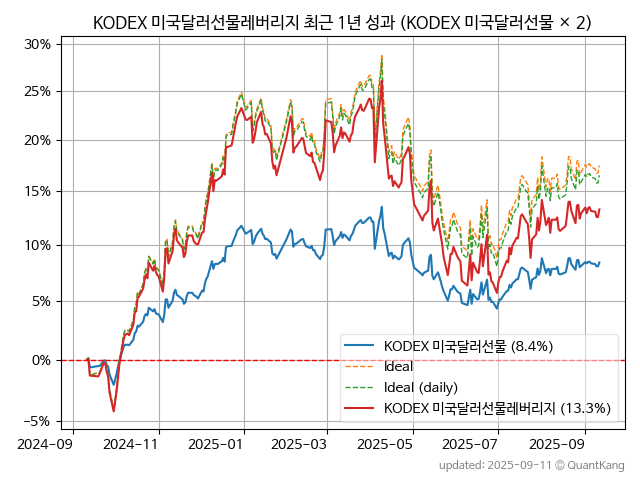 KODEX 미국달러선물레버리지 최근 1년 성과 (KODEX 미국달러선물 × 2)
30%
25%
20%
15%
10%
5%
0%
−5%
KODEX 미국달러선물 (8.4%)
Ideal
Ideal (daily)
KODEX 미국달러선물레버리지 (13.3%)
2024−09 2024−11 2025−01 2025−03 2025−05 2025−07 2025−09
updated: 2025−09−11 © QuantKang